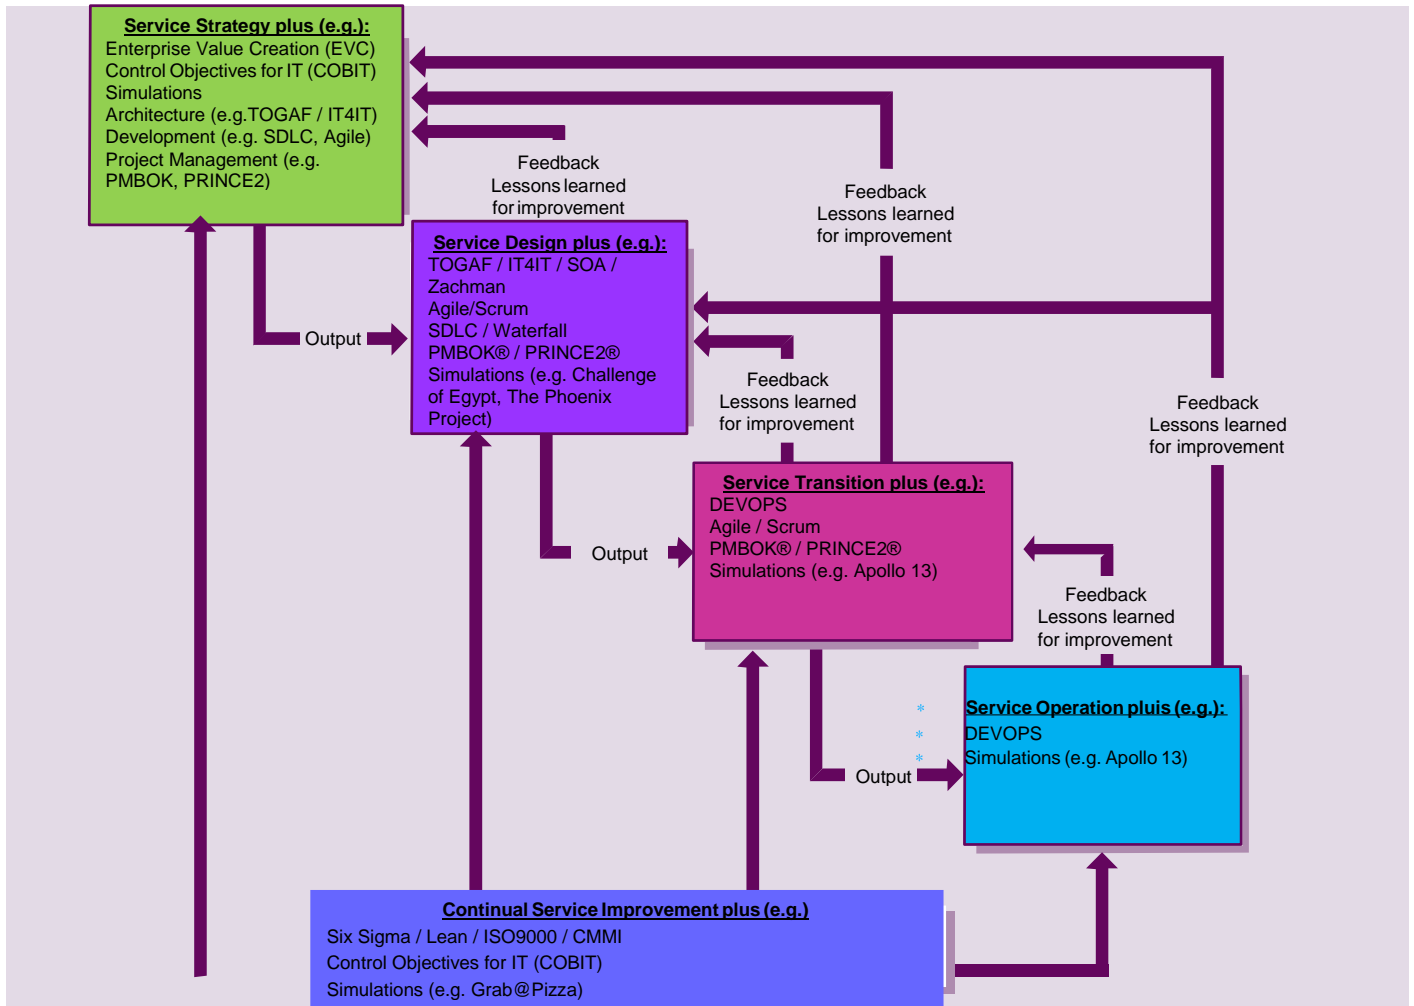 Service Strategy plus (e.g.):
Enterprise Value Creation (EVC)
Control Objectives for IT (COBIT)
Simulations
Architecture (e.g.TOGAF / IT4IT)
Development (e.g. SDLC, Agile)
Project Management (e.g.
PMBOK, PRINCE2)
Feedback
Lessons learned
for improvement
Feedback
Lessons learned
for improvement
Service Design plus (e.g.):
TOGAF / IT4IT / SOA /
Zachman
Agile/Scrum
SDLC / Waterfall
PMBOK® / PRINCE2®
Simulations (e.g. Challenge
of Egypt, The Phoenix
Project)
Output
Feedback
Lessons learned
for improvement
Feedback
Lessons learned
for improvement
Service Transition plus (e.g.):
DEVOPS
Agile / Scrum
PMBOK® / PRINCE2®
Simulations (e.g. Apollo 13)
Output
Feedback
Lessons learned
for improvement
* Service Operation pluis (e.g.):
* DEVOPS
* Simulations (e.g. Apollo 13)
Output
Continual Service Improvement plus (e.g.)
Six Sigma / Lean / ISO9000 / CMMI
Control Objectives for IT (COBIT)
Simulations (e.g. Grab@Pizza)